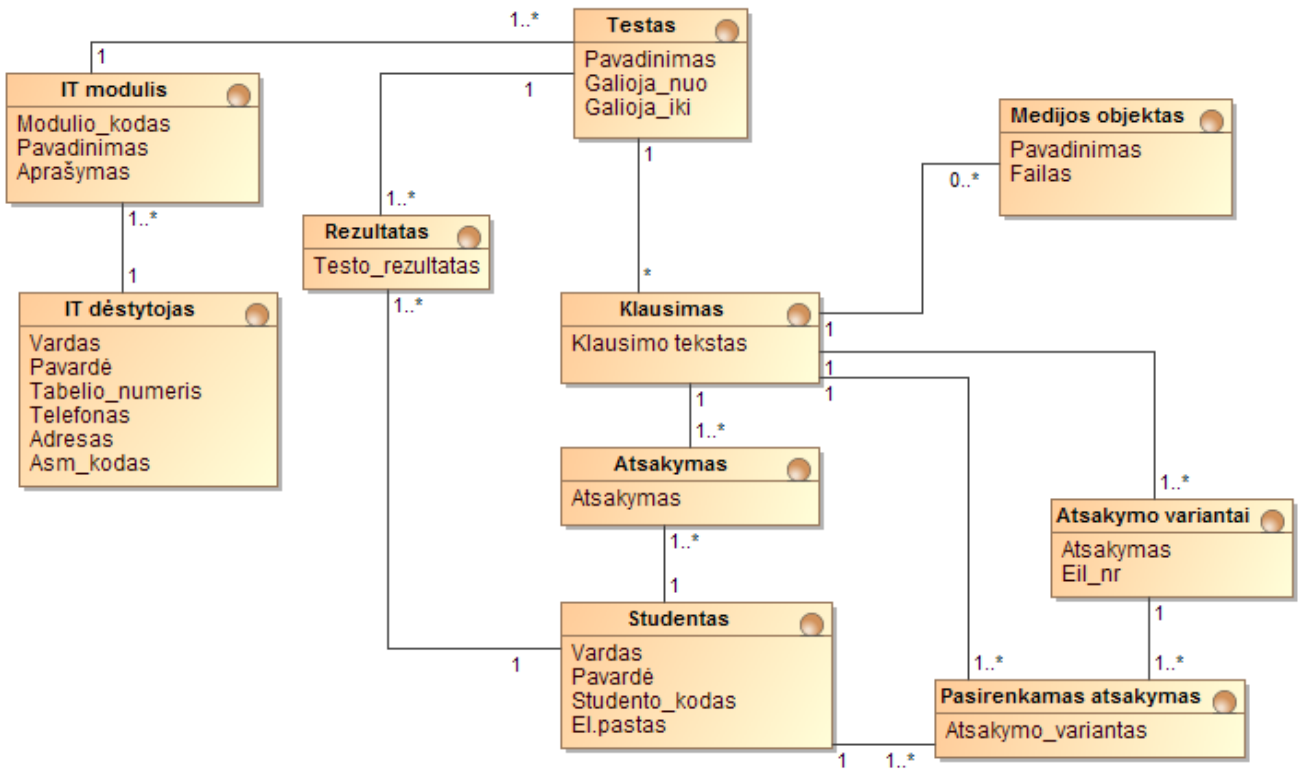 Testas
Pavadinimas
Galioja_nuo
Galioja_iki
1..*
1
1
1
IT modulis
Modulio_kodas
Pavadinimas
Aprašymas
1..*
1
IT dėstytojas
Vardas
Pavardė
Tabelio_numeris
Telefonas
Adresas
Asm_kodas
1..*
Rezultatas
Testo_rezultatas
1..*
1
Medijos objektas
Pavadinimas
Failas
0..*
*
Klausimas
Klausimo tekstas
1
1
1
1
1..*
Atsakymas
Atsakymas
1..*
1
Studentas
Vardas
Pavardė
Studento_kodas
El.pastas
1..*
Atsakymo variantai
Atsakymas
Eil_nr
1
1..*
1..*
Pasirenkamas atsakymas
Atsakymo_variantas
1
1..*